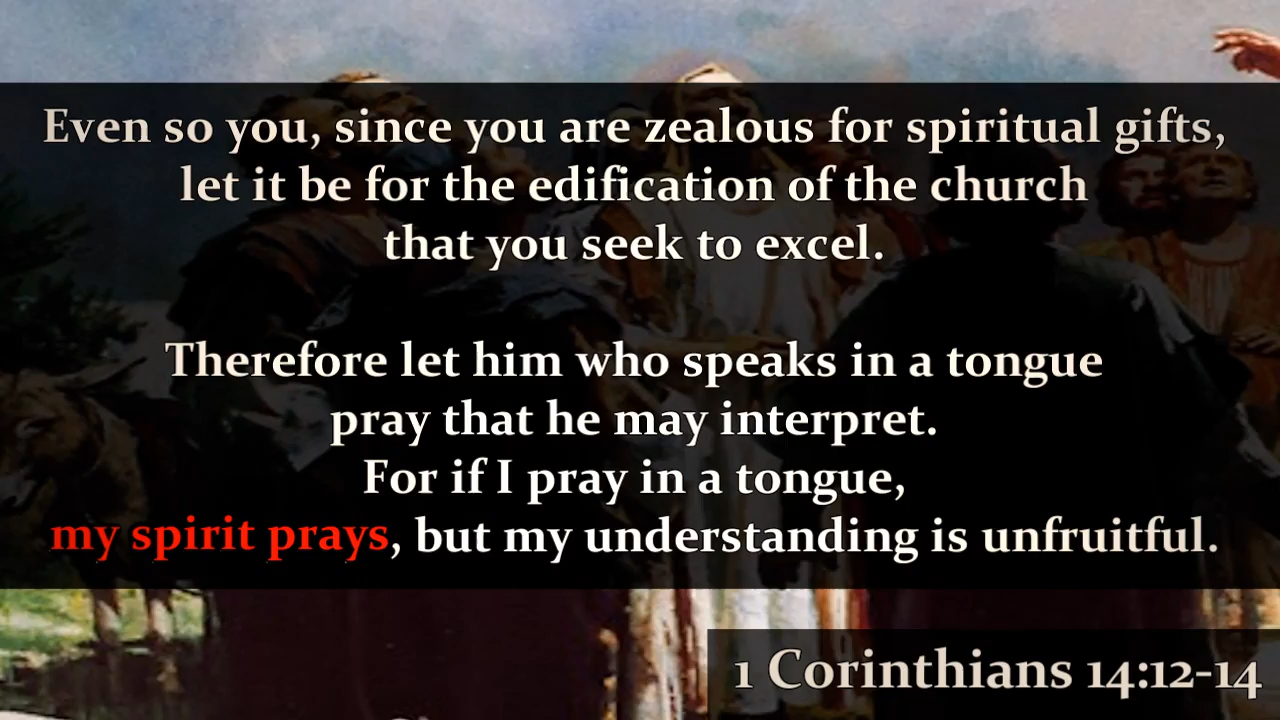 Even so you, since you are zealous for spiritual gifts,
let it be for the edification of the church
that you seek to excel.
Therefore let him who speaks in a tongue
pray that he may interpret.
For if I pray in a tongue,
my spirit prays, but my understanding is unfruitful.
1 Corinthians 14:12-14